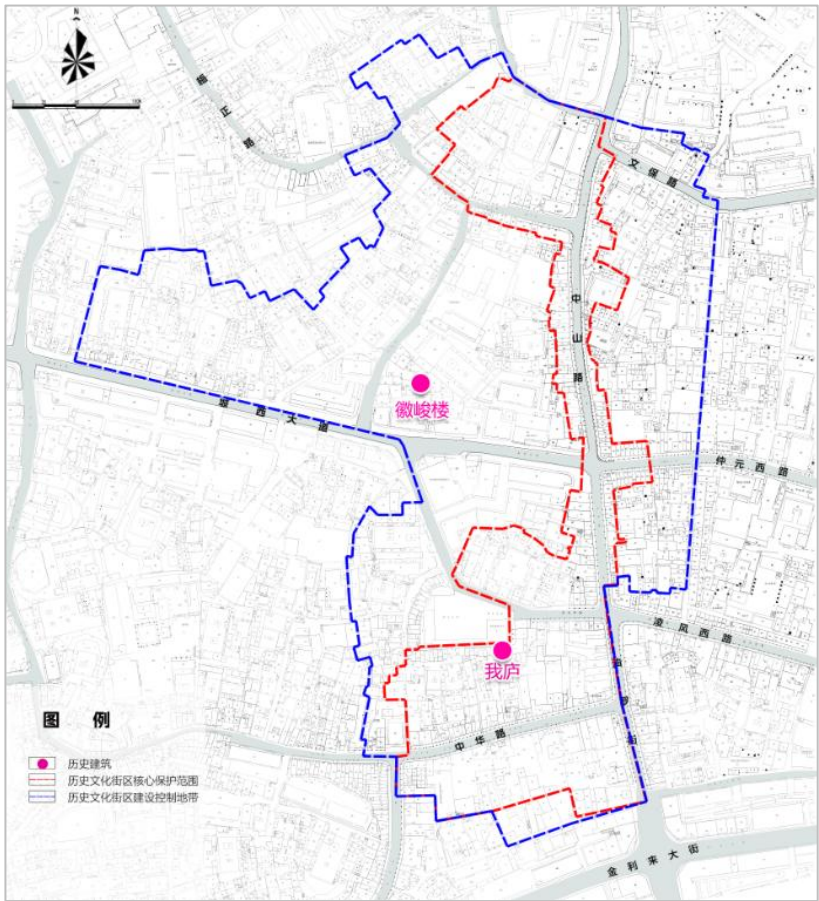 N
梅正路
文保路
中山路
徽峻楼
堰西大道
仲元西路
凌风西路
我庐
中华路
图 例
历史建筑
历史文化街区核心保护范围
历史文化街区建设控制地带
金利来大街